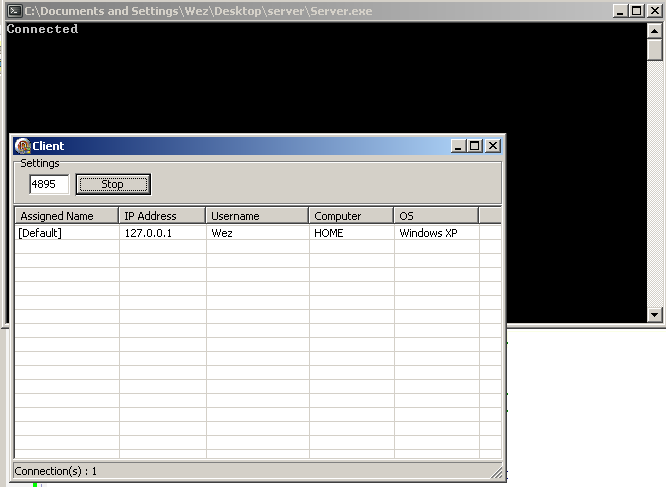 C:\Documents and Settings\Wez\Desktop\server\Server.exe
Connected
Client
Settings
4895 Stop
Assigned Name IP Address Username Computer OS
[Default] 127.0.0.1 Wez HOME Windows XP
Connection(s) : 1